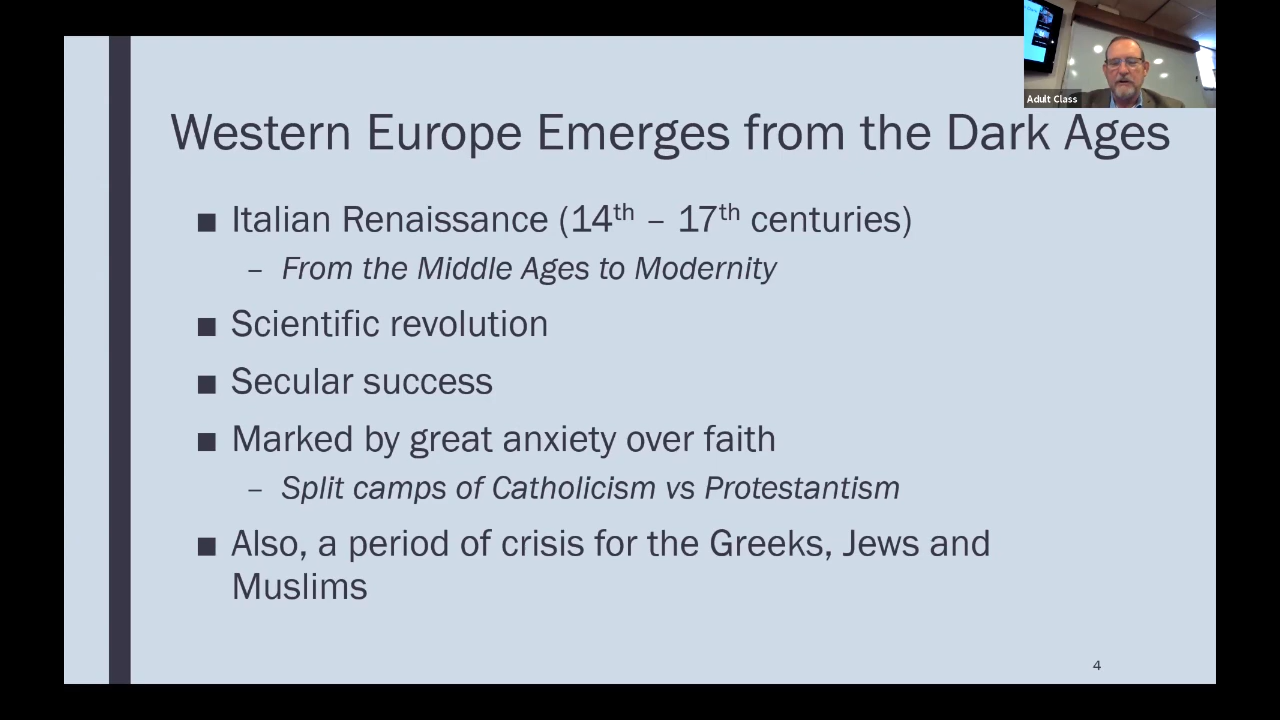 Adult Class
Western Europe Emerges from the Dark Ages
■ Italian Renaissance (14th – 17th centuries)
– From the Middle Ages to Modernity
■ Scientific revolution
■ Secular success
■ Marked by great anxiety over faith
– Split camps of Catholicism vs Protestantism
■ Also, a period of crisis for the Greeks, Jews and
Muslims
4